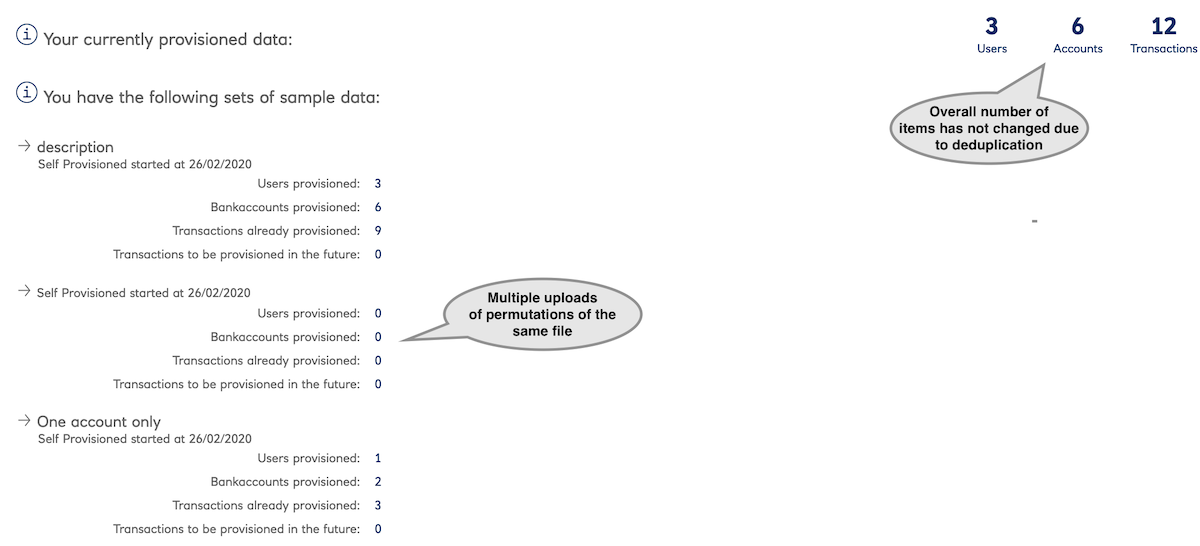 Your currently provisioned data:
3
Users
6
Accounts
12
Transactions
Overall number of
items has not changed due
to deduplication
You have the following sets of sample data:
description
Self Provisioned started at 26/02/2020
Users provisioned: 3
Bankaccounts provisioned: 6
Transactions already provisioned: 9
Transactions to be provisioned in the future: 0
Self Provisioned started at 26/02/2020
Users provisioned: 0
Bankaccounts provisioned: 0
Transactions already provisioned: 0
Transactions to be provisioned in the future: 0
Multiple uploads
of permutations of the
same file
One account only
Self Provisioned started at 26/02/2020
Users provisioned: 1
Bankaccounts provisioned: 2
Transactions already provisioned: 3
Transactions to be provisioned in the future: 0